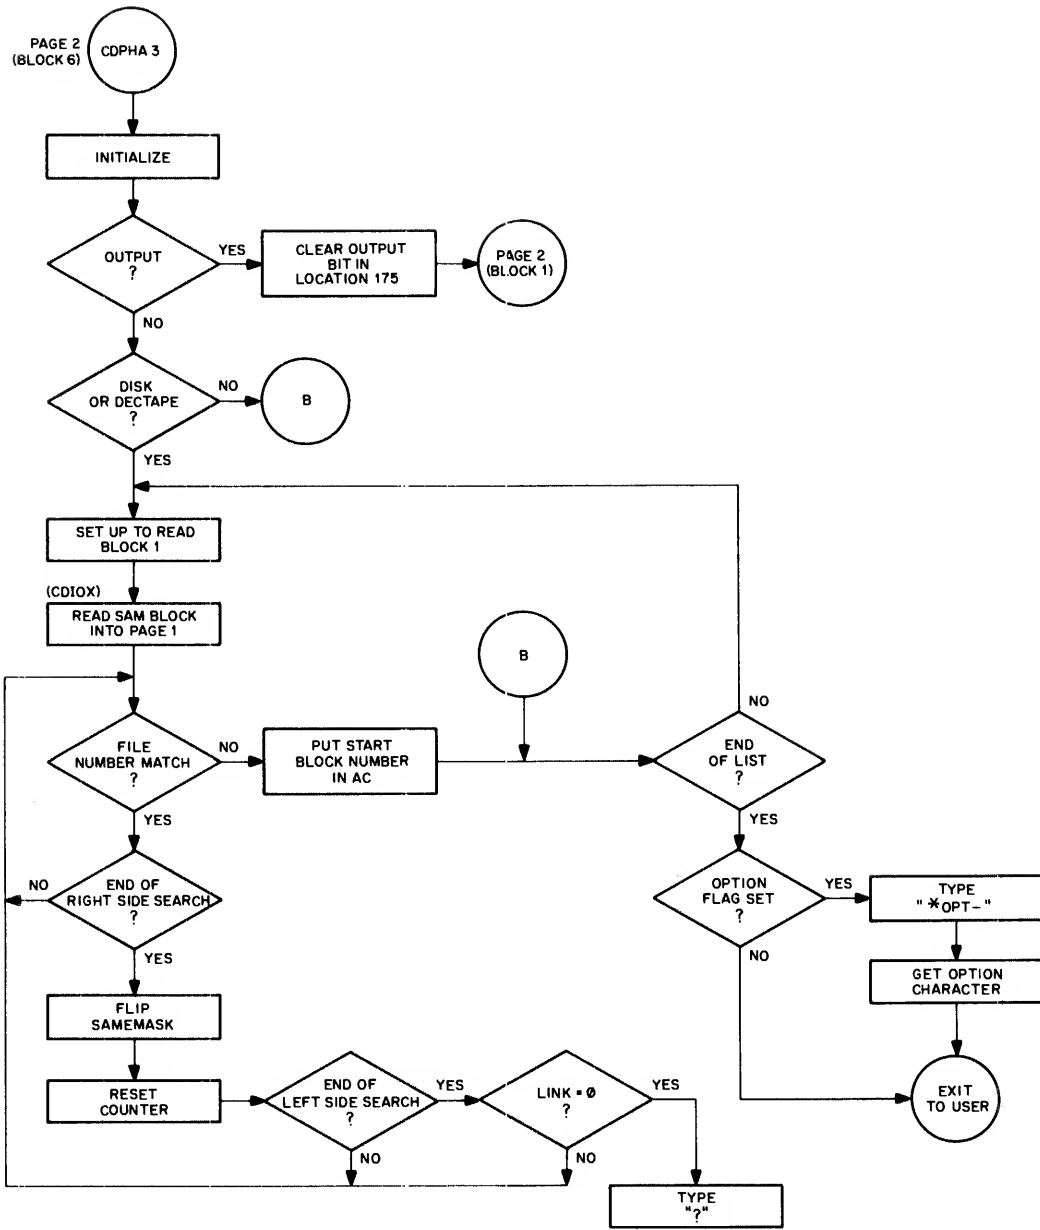 PAGE 2
(BLOCK 6)
CDPHA 3
INITIALIZE
OUTPUT
?
YES
CLEAR OUTPUT
BIT IN
LOCATION 175
PAGE 2
(BLOCK 1)
NO
DISK
OR DECTAPE
?
NO
B
YES
SET UP TO READ
BLOCK 1
(CDIOX)
READ SAM BLOCK
INTO PAGE 1
B
FILE
NUMBER MATCH
?
NO
PUT START
BLOCK NUMBER
IN AC
NO
END
OF LIST
?
YES
YES
NO
END OF
RIGHT SIDE SEARCH
?
YES
OPTION
FLAG SET
?
YES
TYPE
"*OPT-"
NO
GET OPTION
CHARACTER
FLIP
SAMEMASK
RESET
COUNTER
END OF
LEFT SIDE SEARCH
?
YES
NO
LINK = Ø
?
YES
NO
EXIT
TO USER
TYPE
"?"